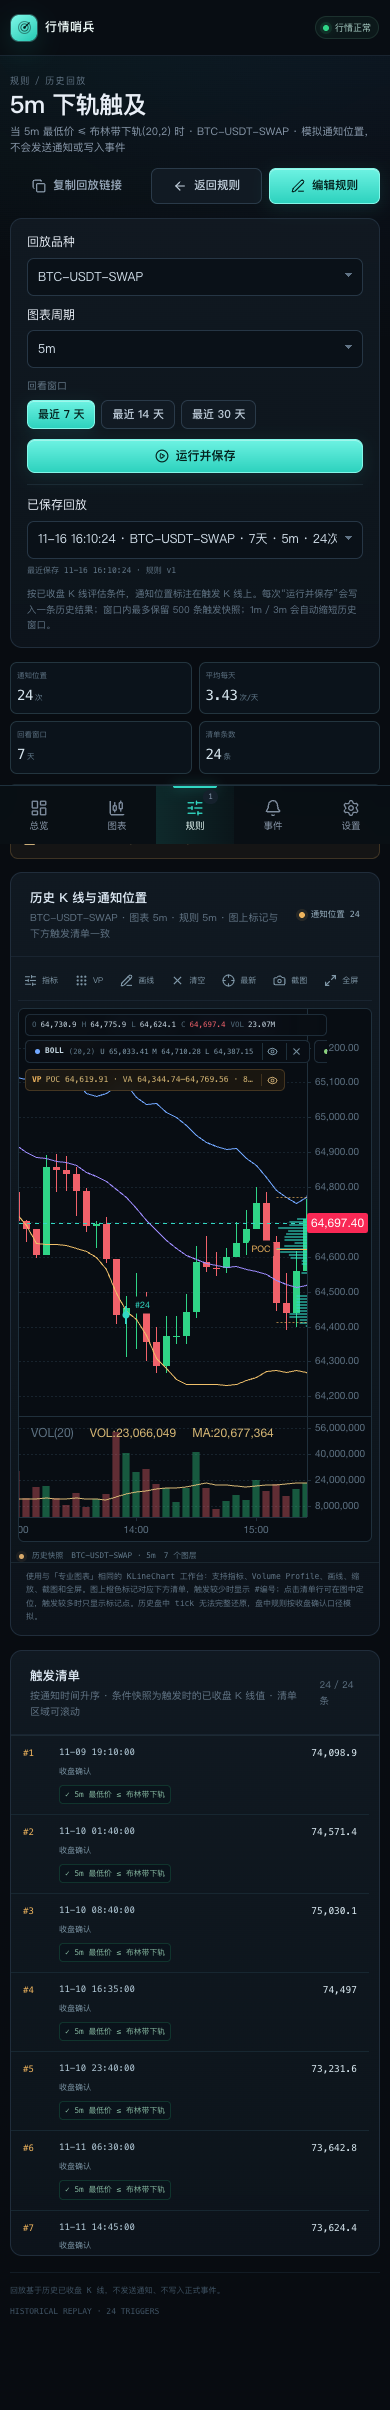 行情哨兵
行情正常
规则 / 历史回放
5m 下轨触及
当 5m 最低价 ≤ 布林带下轨(20,2) 时 · BTC-USDT-SWAP · 模拟通知位置，
不会发送通知或写入事件
复制回放链接
返回规则
编辑规则
回放品种
BTC-USDT-SWAP
图表周期
5m
回看窗口
最近 7 天
最近 14 天
最近 30 天
运行并保存
已保存回放
11-16 16:10:24 · BTC-USDT-SWAP · 7天 · 5m · 24次
最近保存 11-16 16:10:24 · 规则 v1
按已收盘 K 线评估条件，通知位置标注在触发 K 线上。每次“运行并保存”会写
入一条历史结果；窗口内最多保留 500 条触发快照；1m / 3m 会自动缩短历史
窗口。
通知位置
24 次
平均每天
3.43 次/天
回看窗口
7 天
清单条数
24 条
总览
图表
规则
1
事件
设置
历史 K 线与通知位置
BTC-USDT-SWAP · 图表 5m · 规则 5m · 图上标记与
下方触发清单一致
通知位置 24
指标
VP
画线
清空
最新
截图
全屏
O 64,730.9 H 64,775.9 L 64,624.1 C 64,697.4 VOL 23.07M
BOLL (20,2) U 65,033.41 M 64,710.28 L 64,387.15
VP POC 64,619.91 · VA 64,344.74–64,769.56 · 8…
200.00
65,100.00
65,000.00
64,900.00
64,800.00
64,697.40
64,600.00
64,500.00
64,400.00
64,300.00
64,200.00
POC
#24
VOL(20)
VOL:23,066,049
MA:20,677,364
56,000,000
40,000,000
24,000,000
8,000,000
00
14:00
15:00
历史快照 BTC-USDT-SWAP · 5m 7 个图层
使用与「专业图表」相同的 KLineChart 工作台：支持指标、Volume Profile、画线、缩
放、截图和全屏。图上橙色标记对应下方清单，触发较少时显示 #编号；点击清单行可在图中定
位，触发较多时只显示标记点。历史盘中 tick 无法完整还原，盘中规则按收盘确认口径模
拟。
触发清单
按通知时间升序 · 条件快照为触发时的已收盘 K 线值 · 清单
区域可滚动
24 / 24
条
#1
11-09 19:10:00
74,098.9
收盘确认
✓ 5m 最低价 ≤ 布林带下轨
#2
11-10 01:40:00
74,571.4
收盘确认
✓ 5m 最低价 ≤ 布林带下轨
#3
11-10 08:40:00
75,030.1
收盘确认
✓ 5m 最低价 ≤ 布林带下轨
#4
11-10 16:35:00
74,497
收盘确认
✓ 5m 最低价 ≤ 布林带下轨
#5
11-10 23:40:00
73,231.6
收盘确认
✓ 5m 最低价 ≤ 布林带下轨
#6
11-11 06:30:00
73,642.8
收盘确认
✓ 5m 最低价 ≤ 布林带下轨
#7
11-11 14:45:00
73,624.4
收盘确认
回放基于历史已收盘 K 线，不发送通知、不写入正式事件。
HISTORICAL REPLAY · 24 TRIGGERS